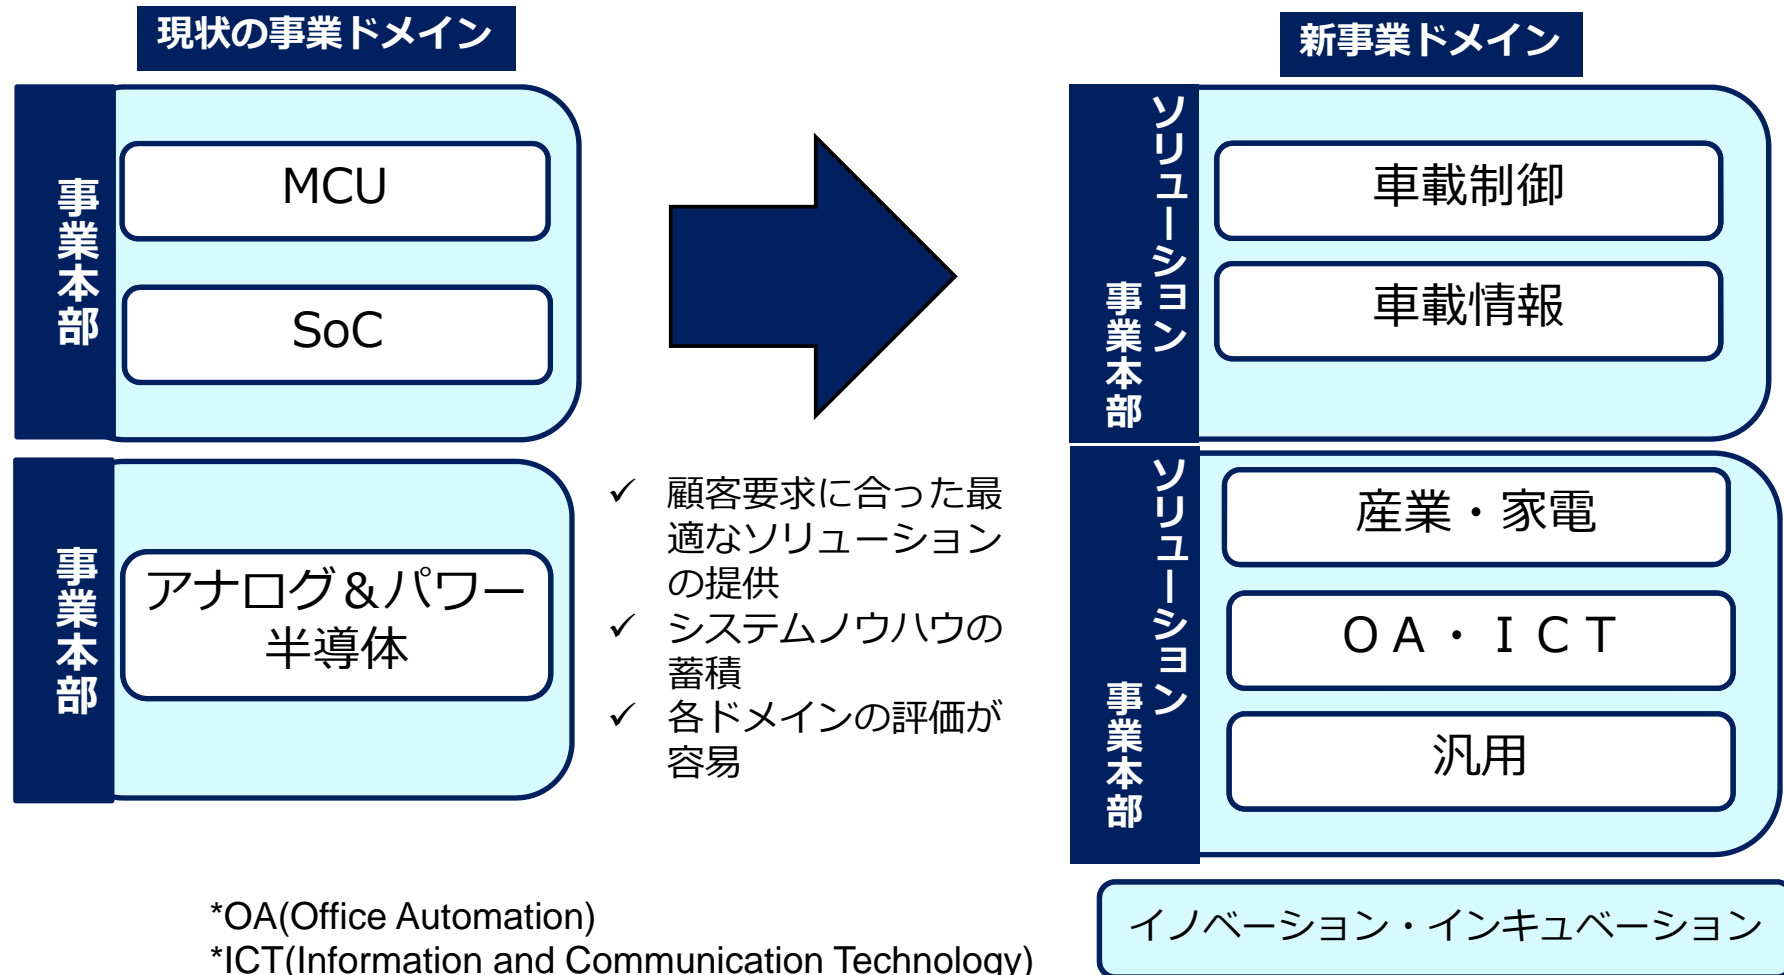 現状の事業ドメイン
事業本部
MCU
SoC
事業本部
アナログ＆パワー
半導体
✓ 顧客要求に合った最
適なソリューション
の提供
✓ システムノウハウの
蓄積
✓ 各ドメインの評価が
容易
新事業ドメイン
ソリューション
事業本部
車載制御
車載情報
ソリューション
事業本部
産業・家電
ＯＡ・ＩＣＴ
汎用
イノベーション・インキュベーション
*OA(Office Automation)
*ICT(Information and Communication Technology)